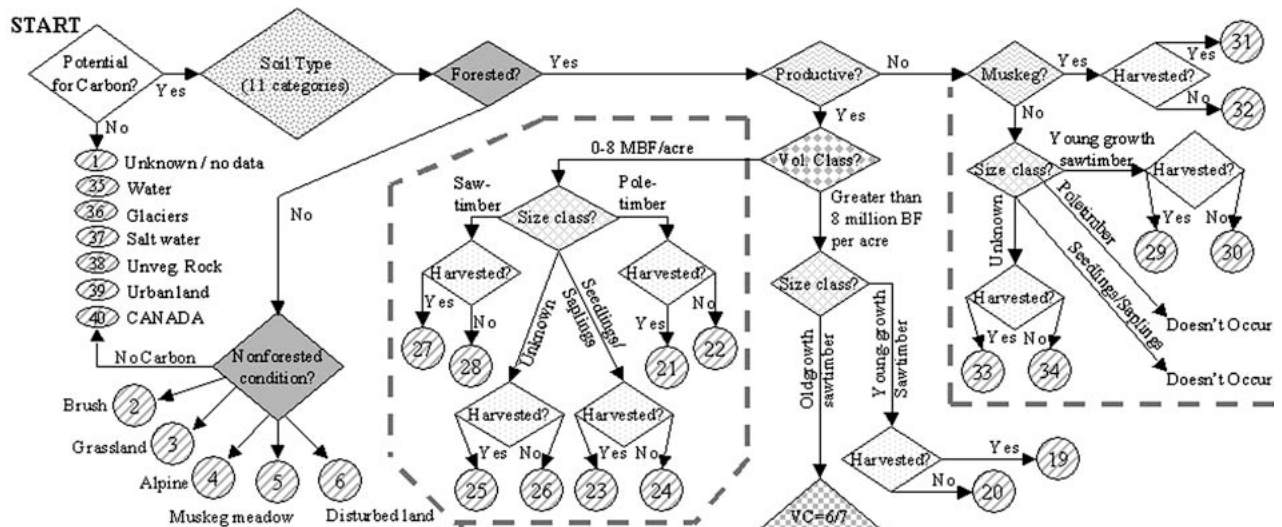 START
Potential
for Carbon?
Yes
Soil Type
(11 categories)
Forested?
Yes
Productive?
No
Muskeg?
Yes
Harvested?
Yes
31
No
32
No
1 Unknown / no data
35 Water
36 Glaciers
37 Salt water
38 Unveg. Rock
39 Urban land
40 CANADA
No Carbon
No
Nonforested
condition?
Brush 2
Grassland 3
Alpine 4
Muskeg meadow 5
Disturbed land 6
Yes
Vol. Class?
0-8 MBF/acre
Saw-
timber
Size class?
Pole-
timber
Harvested?
Yes
No
27
28
Unknown
Seedlings/
Saplings
Harvested?
Yes
No
21
22
Harvested?
Yes
No
25
26
Harvested?
Yes
No
23
24
Greater than
8 million BF
per acre
Size class?
Oldgrowth
sawtimber
Young growth
Sawtimber
Harvested?
Yes
19
No
20
VC=6/7
No
Size class?
Young growth
sawtimber
Harvested?
Yes
No
29
30
Unknown
Poletimber
Seedlings/Saplings
Harvested?
Yes
No
33
34
Doesn't Occur
Doesn't Occur